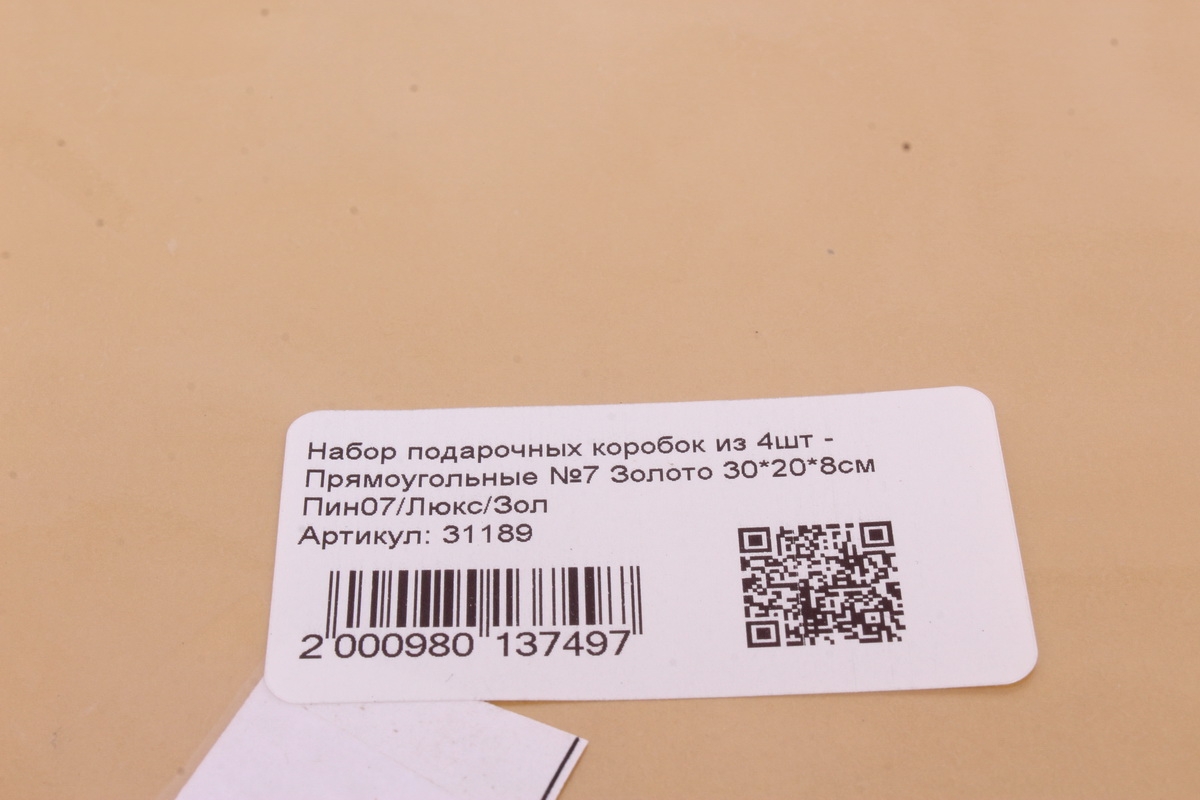 Набор подарочных коробок из 4шт -
Прямоугольные №7 Золото 30*20*8см
Пин07/Люкс/Зол
Артикул: 31189
2 000980 137497